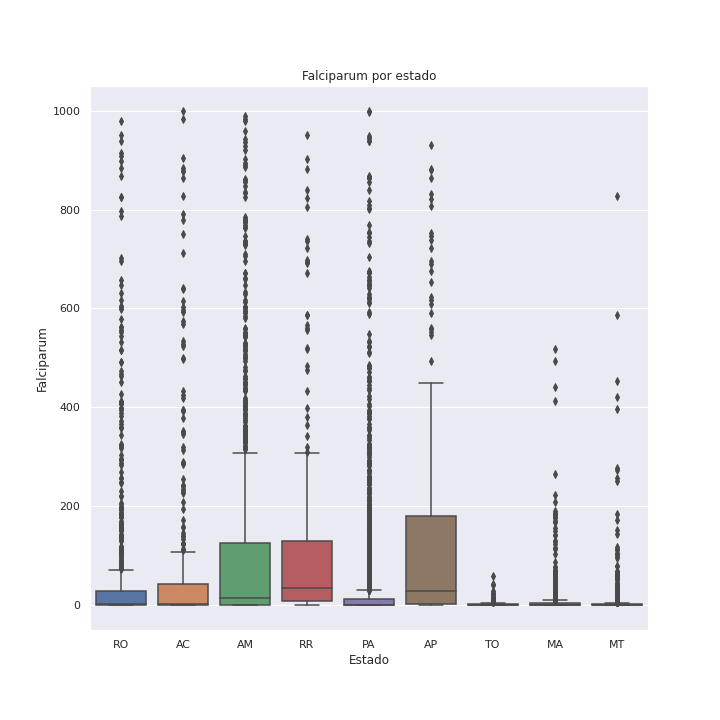 Falciparum por estado
1000
800
600
400
200
0
Falciparum
RO AC AM RR PA AP TO MA MT
Estado